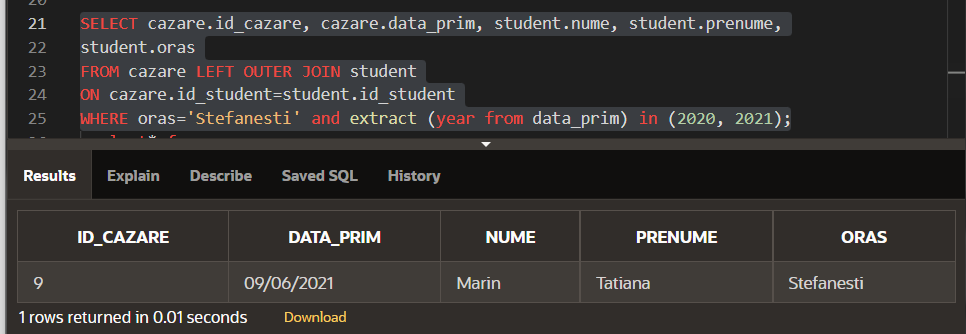 21 SELECT cazare.id_cazare, cazare.data_prim, student.nume, student.prenume,
22 student.oras
23 FROM cazare LEFT OUTER JOIN student
24 ON cazare.id_student=student.id_student
25 WHERE oras='Stefanesti' and extract (year from data_prim) in (2020, 2021);
Results Explain Describe Saved SQL History
ID_CAZARE DATA_PRIM NUME PRENUME ORAS
9 09/06/2021 Marin Tatiana Stefanesti
1 rows returned in 0.01 seconds Download